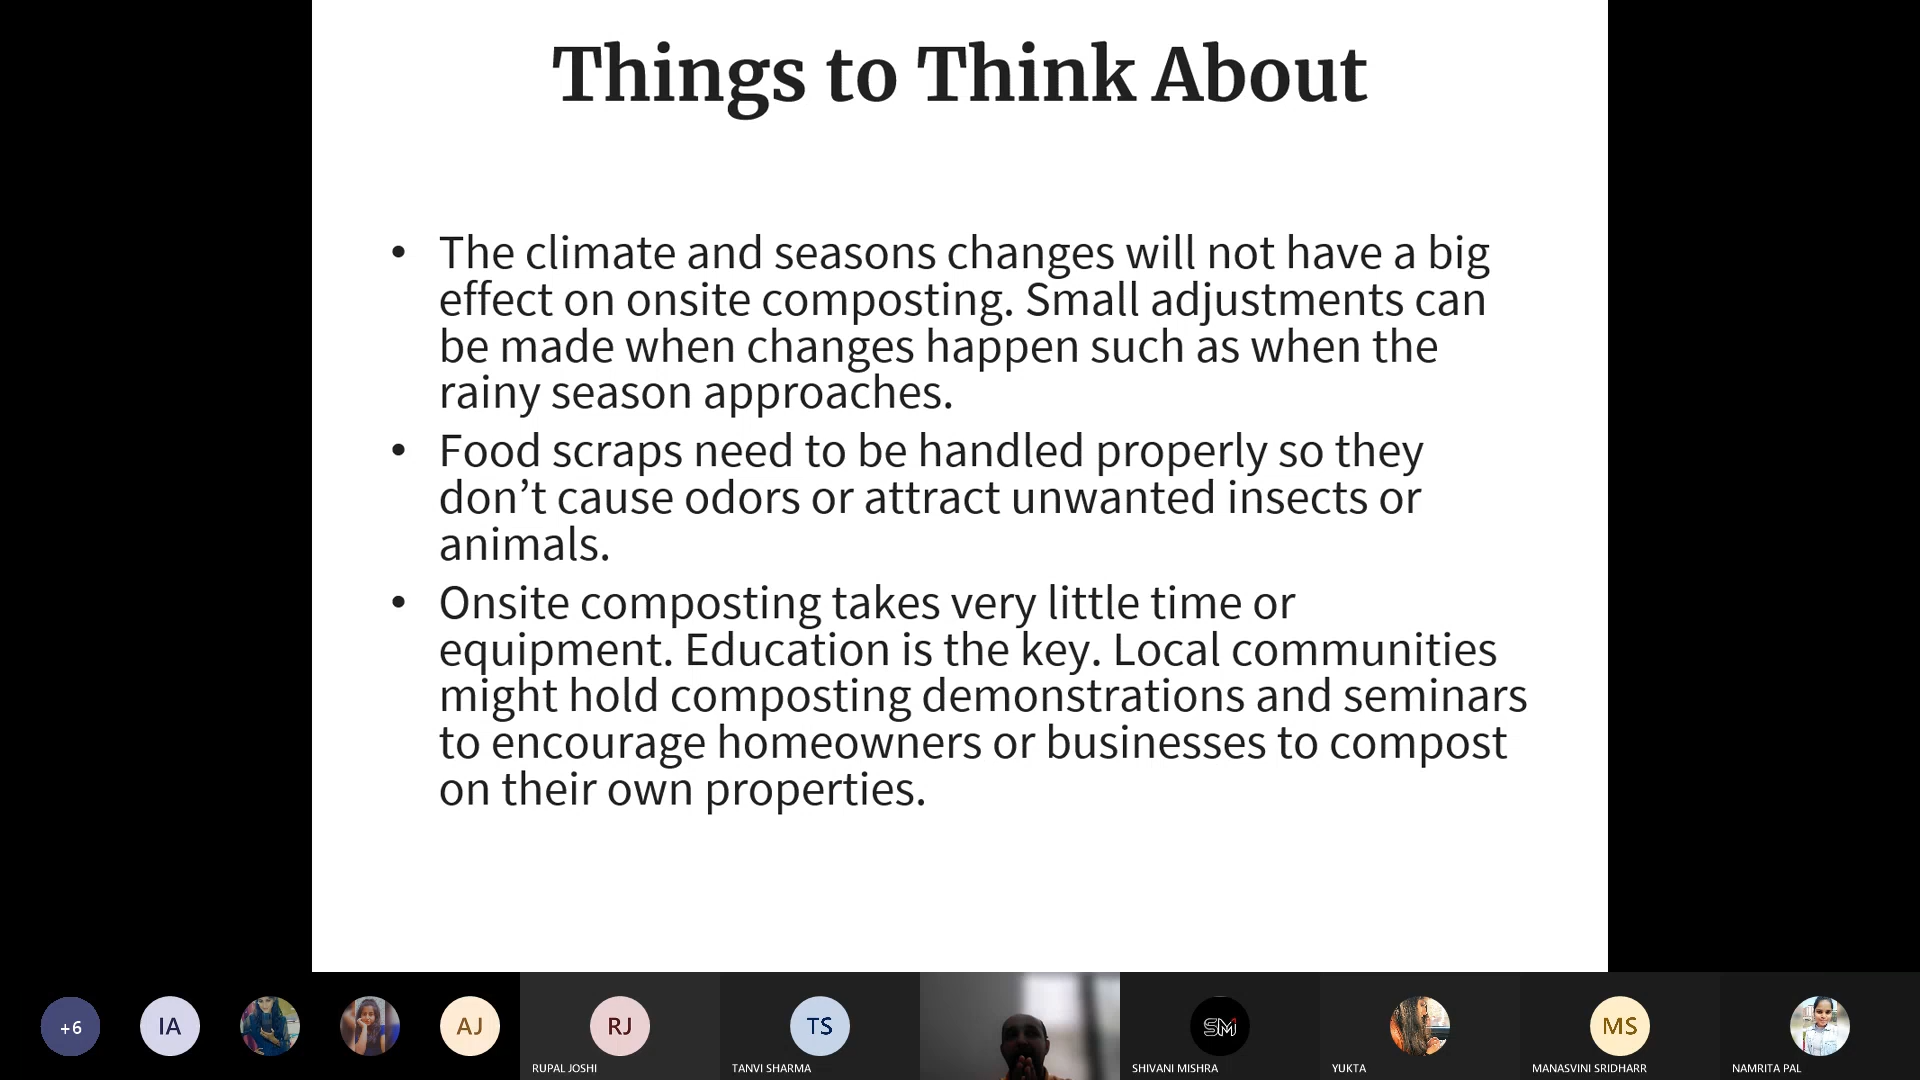 Things to Think About
• The climate and seasons changes will not have a big
effect on onsite composting. Small adjustments can
be made when changes happen such as when the
rainy season approaches.
• Food scraps need to be handled properly so they
don’t cause odors or attract unwanted insects or
animals.
• Onsite composting takes very little time or
equipment. Education is the key. Local communities
might hold composting demonstrations and seminars
to encourage homeowners or businesses to compost
on their own properties.
+6
IA
AJ
RJ
RUPAL JOSHI
TS
TANVI SHARMA
SM
SHIVANI MISHRA
YUKTA
MS
MANASVINI SRIDHARR
NAMRITA PAL